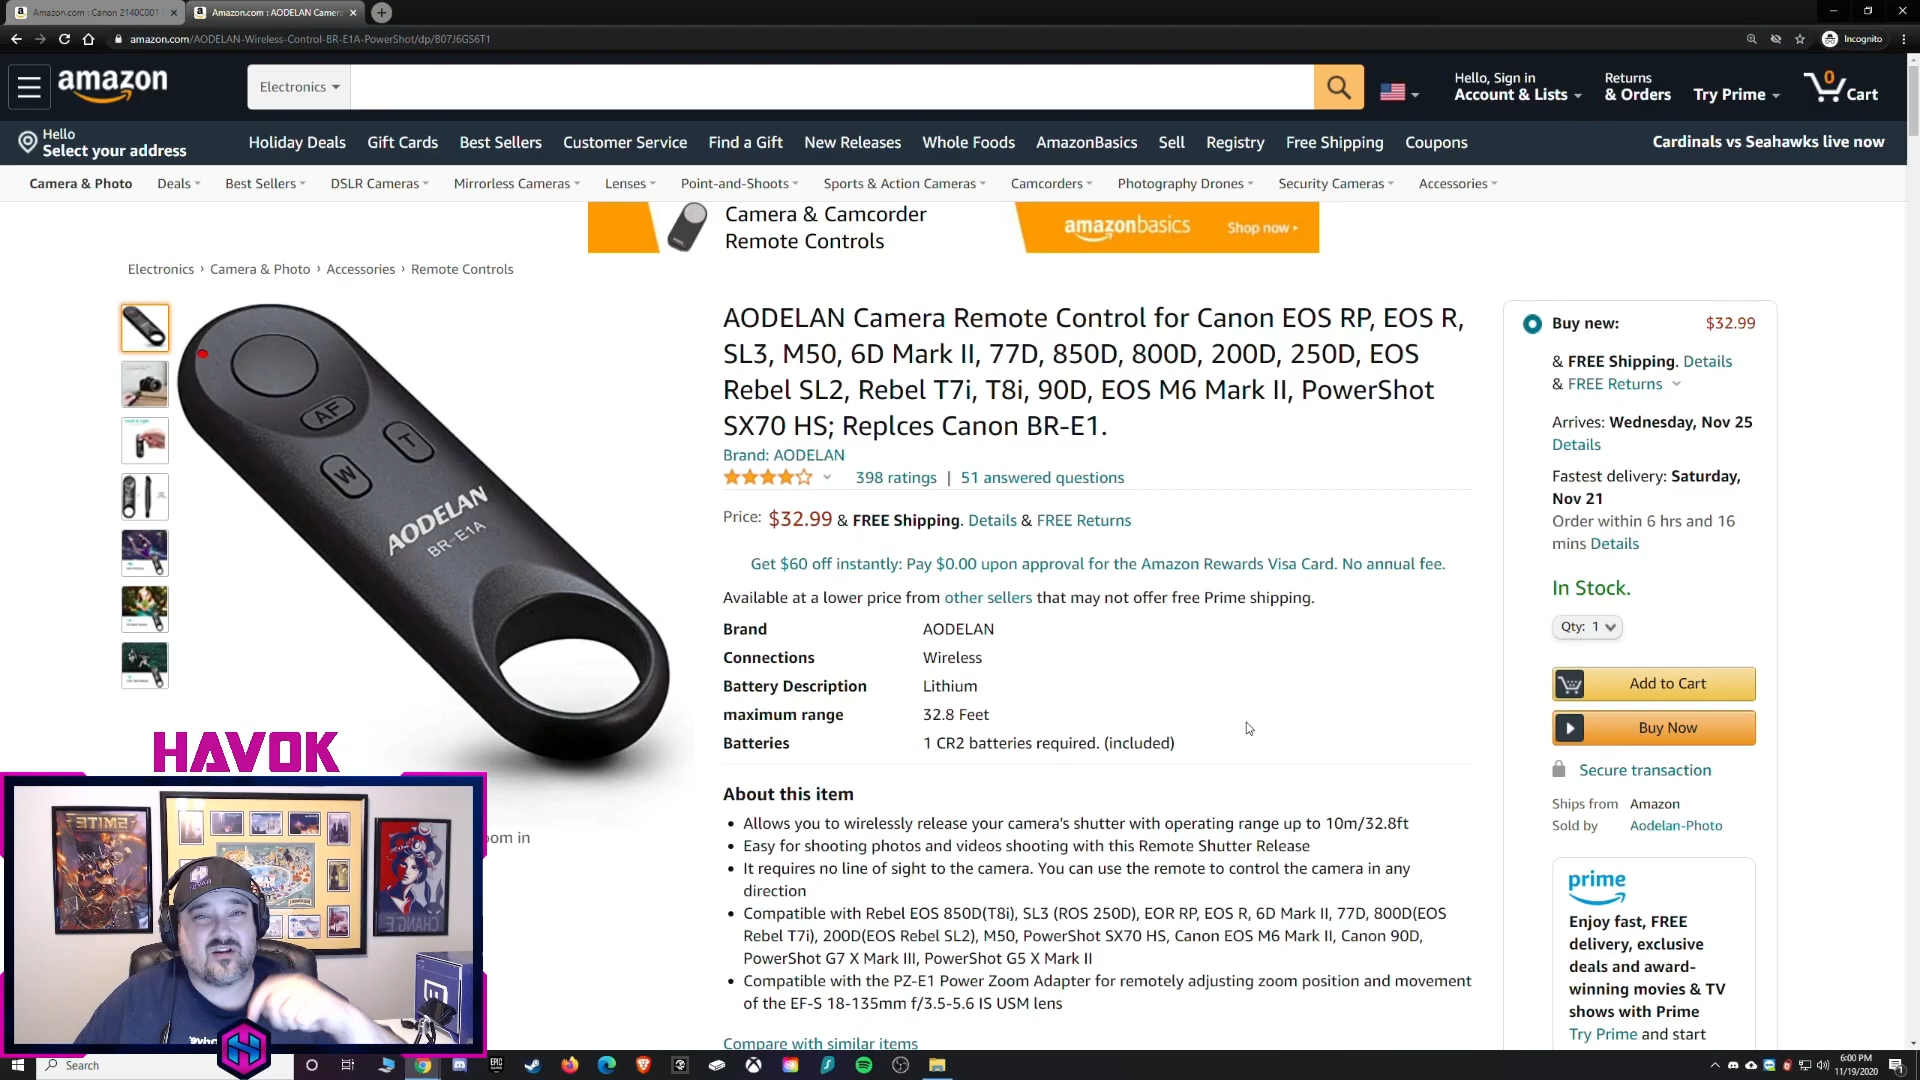 Amazon.com : Canon 2140C001
Amazon.com : AODELAN Camera
amazon.com/AODELAN-Wireless-Control-BR-E1A-PowerShot/dp/B07J6GS6T1
Incognito
amazon
Electronics
Hello, Sign in
Account & Lists
Returns
& Orders
Try Prime
0
Cart
Hello
Select your address
Holiday Deals
Gift Cards
Best Sellers
Customer Service
Find a Gift
New Releases
Whole Foods
AmazonBasics
Sell
Registry
Free Shipping
Coupons
Cardinals vs Seahawks live now
Camera & Photo
Deals
Best Sellers
DSLR Cameras
Mirrorless Cameras
Lenses
Point-and-Shoots
Sports & Action Cameras
Camcorders
Photography Drones
Security Cameras
Accessories
Camera & Camcorder
Remote Controls
amazonbasics
Shop now
Electronics › Camera & Photo › Accessories › Remote Controls
AF
T
W
AODELAN
BR-E1A
AODELAN Camera Remote Control for Canon EOS RP, EOS R,
SL3, M50, 6D Mark II, 77D, 850D, 800D, 200D, 250D, EOS
Rebel SL2, Rebel T7i, T8i, 90D, EOS M6 Mark II, PowerShot
SX70 HS; Replces Canon BR-E1.
Brand: AODELAN
398 ratings | 51 answered questions
Price: $32.99 & FREE Shipping. Details & FREE Returns
Get $60 off instantly: Pay $0.00 upon approval for the Amazon Rewards Visa Card. No annual fee.
Available at a lower price from other sellers that may not offer free Prime shipping.
Brand AODELAN
Connections Wireless
Battery Description Lithium
maximum range 32.8 Feet
Batteries 1 CR2 batteries required. (included)
About this item
• Allows you to wirelessly release your camera's shutter with operating range up to 10m/32.8ft
• Easy for shooting photos and videos shooting with this Remote Shutter Release
• It requires no line of sight to the camera. You can use the remote to control the camera in any
direction
• Compatible with Rebel EOS 850D(T8i), SL3 (ROS 250D), EOR RP, EOS R, 6D Mark II, 77D, 800D(EOS
Rebel T7i), 200D(EOS Rebel SL2), M50, PowerShot SX70 HS, Canon EOS M6 Mark II, Canon 90D,
PowerShot G7 X Mark III, PowerShot G5 X Mark II
• Compatible with the PZ-E1 Power Zoom Adapter for remotely adjusting zoom position and movement
of the EF-S 18-135mm f/3.5-5.6 IS USM lens
Compare with similar items
Buy new: $32.99
& FREE Shipping. Details
& FREE Returns
Arrives: Wednesday, Nov 25
Details
Fastest delivery: Saturday,
Nov 21
Order within 6 hrs and 16
mins Details
In Stock.
Qty: 1
Add to Cart
Buy Now
Secure transaction
Ships from Amazon
Sold by Aodelan-Photo
prime
Enjoy fast, FREE
delivery, exclusive
deals and award-
winning movies & TV
shows with Prime
Try Prime and start
HAVOK
oom in
SMITE
CHANGE
Search
EPIC
6:00 PM
11/19/2020